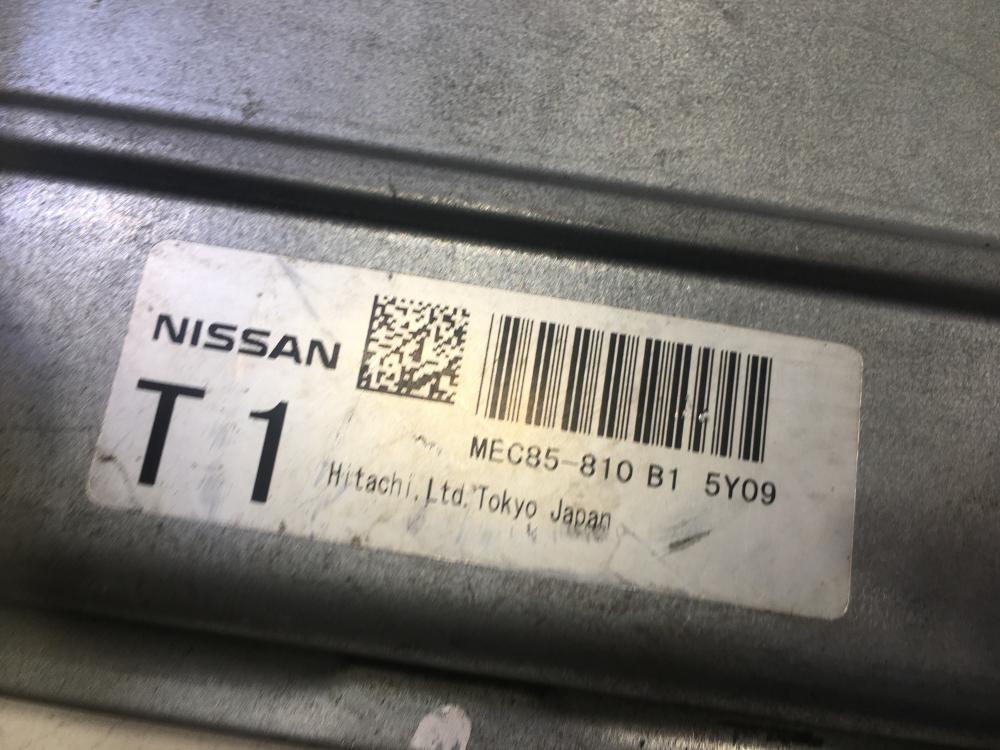 NISSAN
T1
MEC85-810 B1 5Y09
Hitachi,Ltd.Tokyo Japan